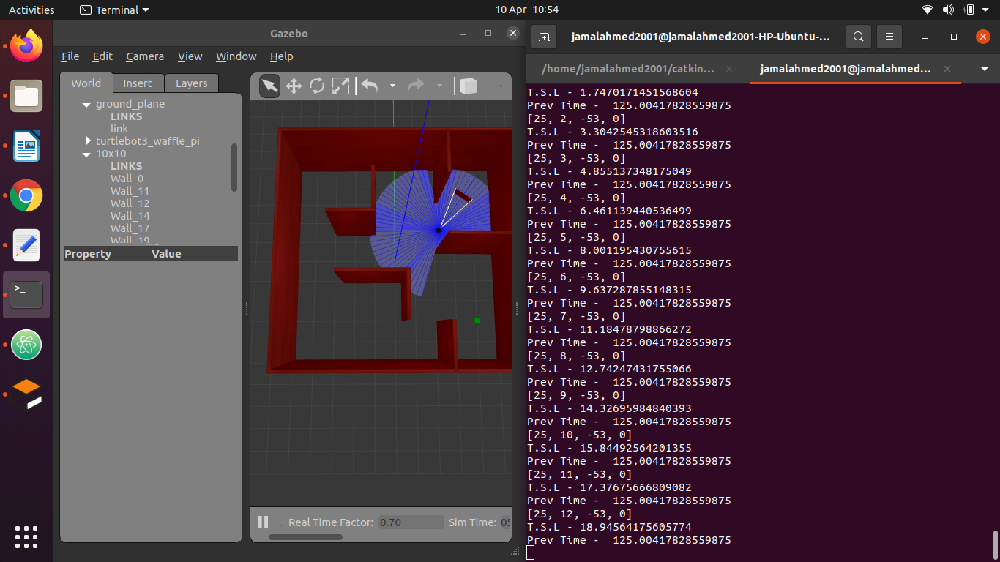 Activities
Terminal
10 Apr 10:54
Gazebo
File Edit Camera View Window Help
World Insert Layers
ground_plane
LINKS
link
turtlebot3_waffle_pi
10x10
LINKS
Wall_0
Wall_11
Wall_12
Wall_14
Wall_17
Wall_19
Property Value
Real Time Factor: 0.70 Sim Time:
jamalahmed2001@jamalahmed2001-HP-Ubuntu-...
/home/jamalahmed2001/catkin...
jamalahmed2001@jamalahmed...
T.S.L - 1.7470171451568604
Prev Time -  125.00417828559875
[25, 2, -53, 0]
T.S.L - 3.3042545318603516
Prev Time -  125.00417828559875
[25, 3, -53, 0]
T.S.L - 4.855137348175049
Prev Time -  125.00417828559875
[25, 4, -53, 0]
T.S.L - 6.461139440536499
Prev Time -  125.00417828559875
[25, 5, -53, 0]
T.S.L - 8.001195430755615
Prev Time -  125.00417828559875
[25, 6, -53, 0]
T.S.L - 9.637287855148315
Prev Time -  125.00417828559875
[25, 7, -53, 0]
T.S.L - 11.18478798866272
Prev Time -  125.00417828559875
[25, 8, -53, 0]
T.S.L - 12.74247431755066
Prev Time -  125.00417828559875
[25, 9, -53, 0]
T.S.L - 14.32695984840393
Prev Time -  125.00417828559875
[25, 10, -53, 0]
T.S.L - 15.84492564201355
Prev Time -  125.00417828559875
[25, 11, -53, 0]
T.S.L - 17.37675666809082
Prev Time -  125.00417828559875
[25, 12, -53, 0]
T.S.L - 18.94564175605774
Prev Time -  125.00417828559875